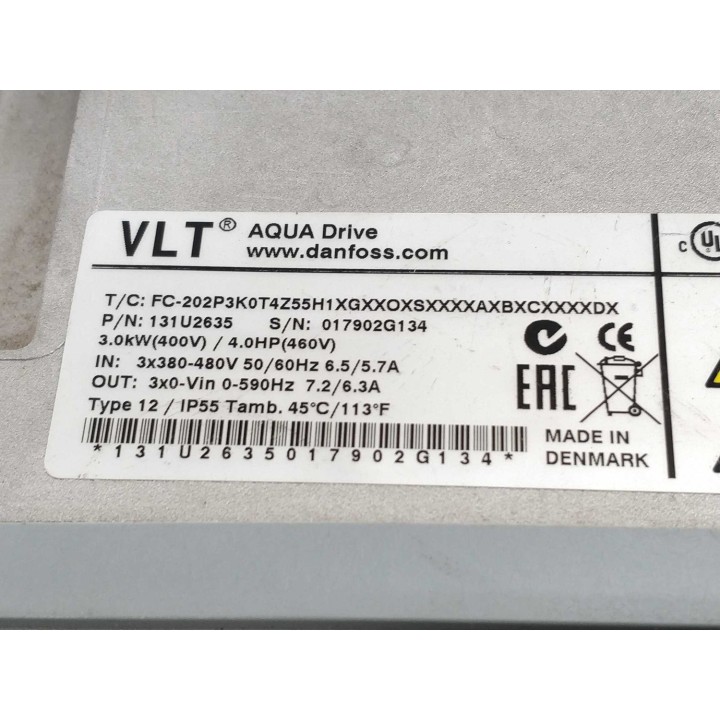 VLT® AQUA Drive
www.danfoss.com
T/C: FC-202P3K0T4Z55H1XGXXOXSXXXXAXBXCXXXXDX
P/N: 131U2635 S/N: 017902G134
3.0kW(400V) / 4.0HP(460V)
IN: 3x380-480V 50/60Hz 6.5/5.7A
OUT: 3x0-Vin 0-590Hz 7.2/6.3A
Type 12 / IP55 Tamb. 45°C/113°F
*131U2635017902G134*
CE
EAC
MADE IN
DENMARK
c UL